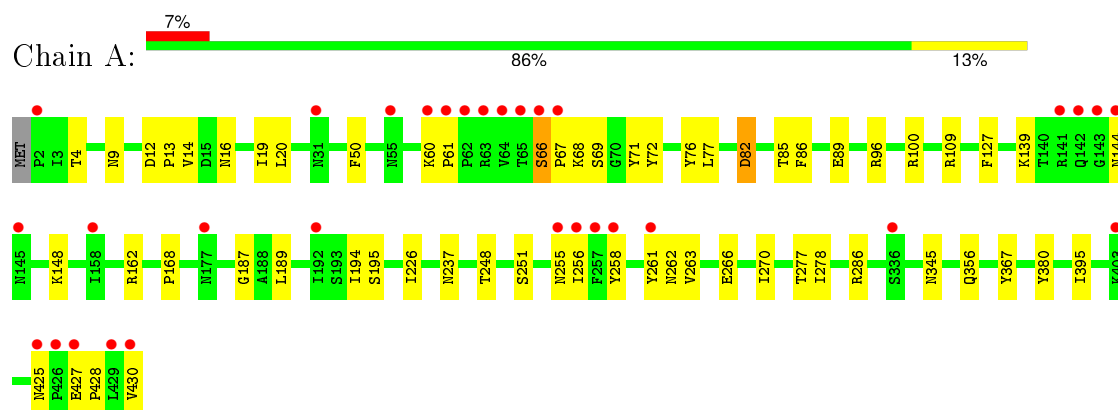 7%
Chain A:
86%
13%
MET P2 I3 T4 N9 D12 P13 V14 D15 N16 I19 L20 N31 F50 N55 K60 P61 P62 R63 V64 T65 S66 P67 K68 S69 G70 Y71 Y72 Y76 L77 D82 T85 F86 E89 R96 R100 R109 F127 K139 T140 R141 Q142 G143 N144
N145 K148 I158 R162 P168 N177 G187 A188 L189 I192 S193 I194 S195 I226 N237 T248 S251 N255 I256 F257 Y258 Y261 N262 V263 E266 I270 T277 I278 R286 S336 N345 Q356 Y367 Y380 I395 K403
N425 P426 E427 P428 L429 V430